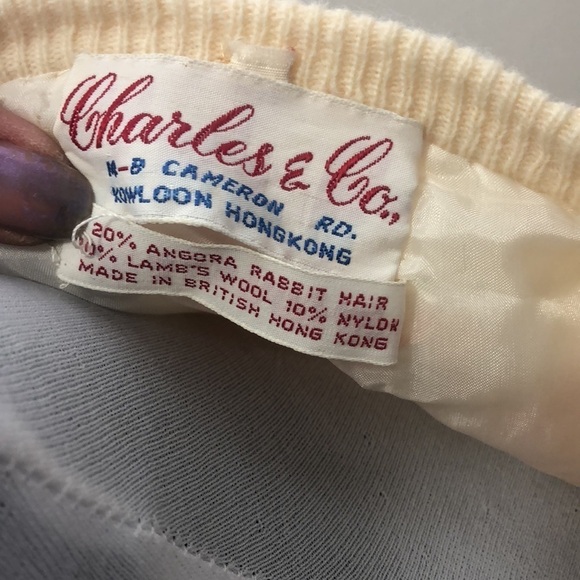 Charles & Co.,
CAMERON RD.
KOWLOON HONGKONG
20% ANGORA RABBIT HAIR
LAMB'S WOOL 10% NYLON
MADE IN BRITISH HONG KONG